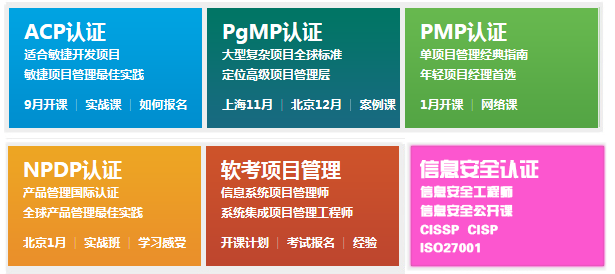 ACP认证
适合敏捷开发项目
敏捷项目管理最佳实践
9月开课 | 实战课 | 如何报名
PgMP认证
大型复杂项目全球标准
定位高级项目管理层
上海11月 | 北京12月 | 案例课
PMP认证
单项目管理经典指南
年轻项目经理首选
1月开课 | 网络课
NPDP认证
产品管理国际认证
全球产品管理最佳实践
北京1月 | 实战班 | 学习感受
软考项目管理
信息系统项目管理师
系统集成项目管理工程师
开课计划 | 考试报名 | 经验
信息安全认证
信息安全工程师
信息安全公开课
CISSP CISP
ISO27001